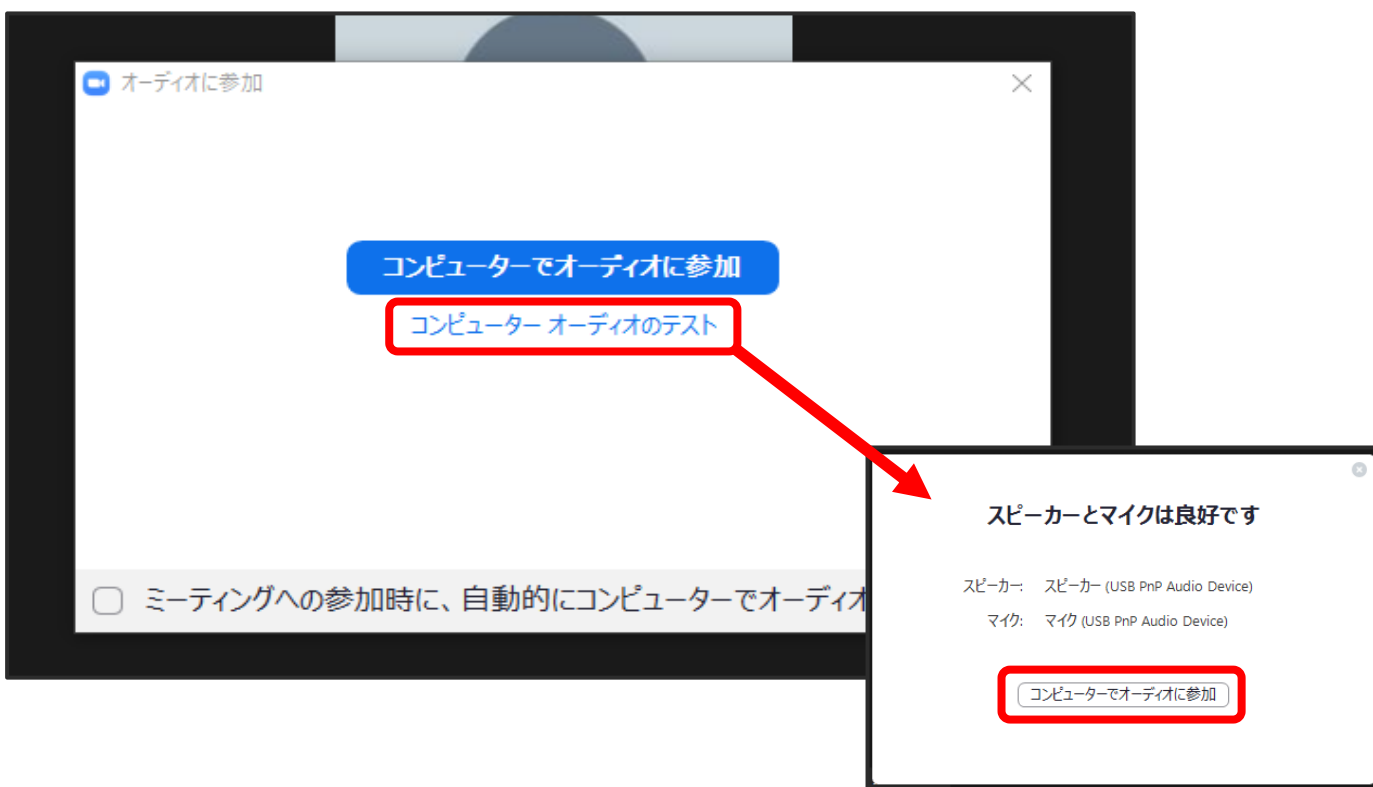 オーディオに参加
コンピューターでオーディオに参加
コンピューター オーディオのテスト
ミーティングへの参加時に、自動的にコンピューターでオーディオ
スピーカーとマイクは良好です
スピーカー: スピーカー (USB PnP Audio Device)
マイク: マイク (USB PnP Audio Device)
コンピューターでオーディオに参加